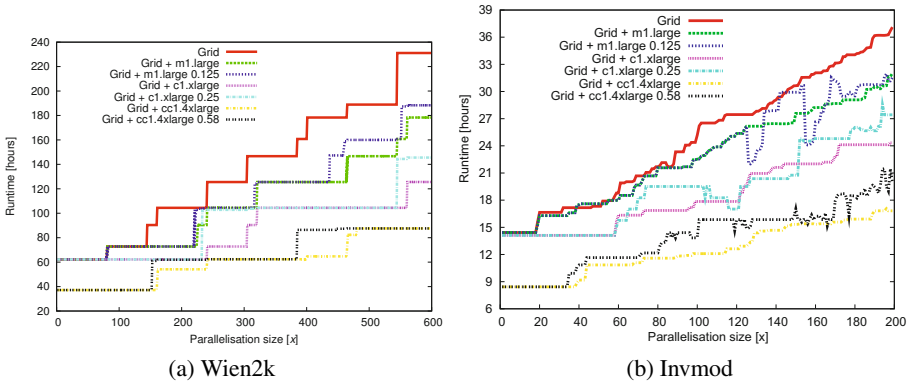 240
220
200
180
160
140
120
100
80
60
40
20
Runtime [hours]
Grid
Grid + m1.large
Grid + m1.large 0.125
Grid + c1.xlarge
Grid + c1.xlarge 0.25
Grid + cc1.4xlarge
Grid + cc1.4xlarge 0.58
0 100 200 300 400 500 600
Parallelisation size [x]
(a) Wien2k
39
36
33
30
27
24
21
18
15
12
9
6
Runtime [hours]
Grid
Grid + m1.large
Grid + m1.large 0.125
Grid + c1.xlarge
Grid + c1.xlarge 0.25
Grid + cc1.4xlarge
Grid + cc1.4xlarge 0.58
0 20 40 60 80 100 120 140 160 180 200
Parallelisation size [x]
(b) Invmod